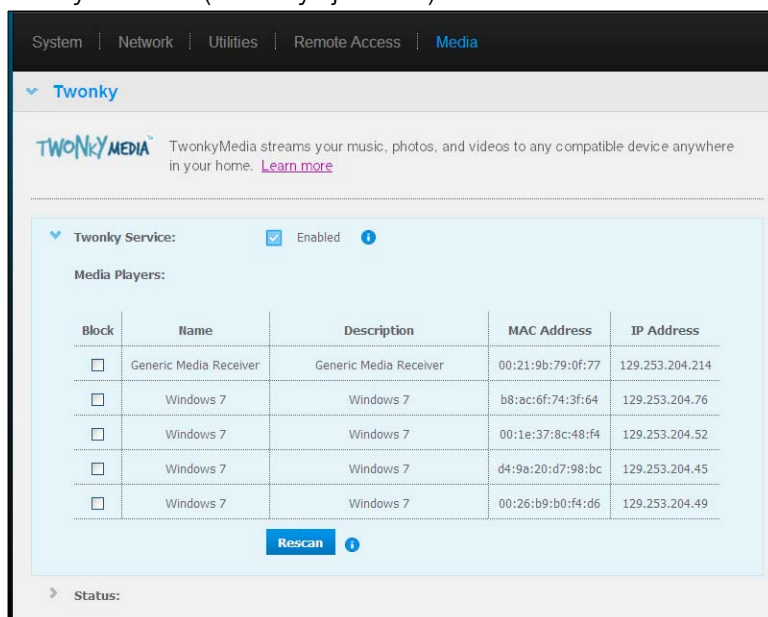 System Network Utilities Remote Access Media
Twonky
TWONKY MEDIA TwonkyMedia streams your music, photos, and videos to any compatible device anywhere
in your home. Learn more
Twonky Service: Enabled
Media Players:
Block Name Description MAC Address IP Address
Generic Media Receiver Generic Media Receiver 00:21:9b:79:0f:77 129.253.204.214
Windows 7 Windows 7 b8:ac:6f:74:3f:64 129.253.204.76
Windows 7 Windows 7 00:1e:37:8c:48:f4 129.253.204.52
Windows 7 Windows 7 d4:9a:20:d7:98:bc 129.253.204.45
Windows 7 Windows 7 00:26:b9:b0:f4:d6 129.253.204.49
Rescan
Status: